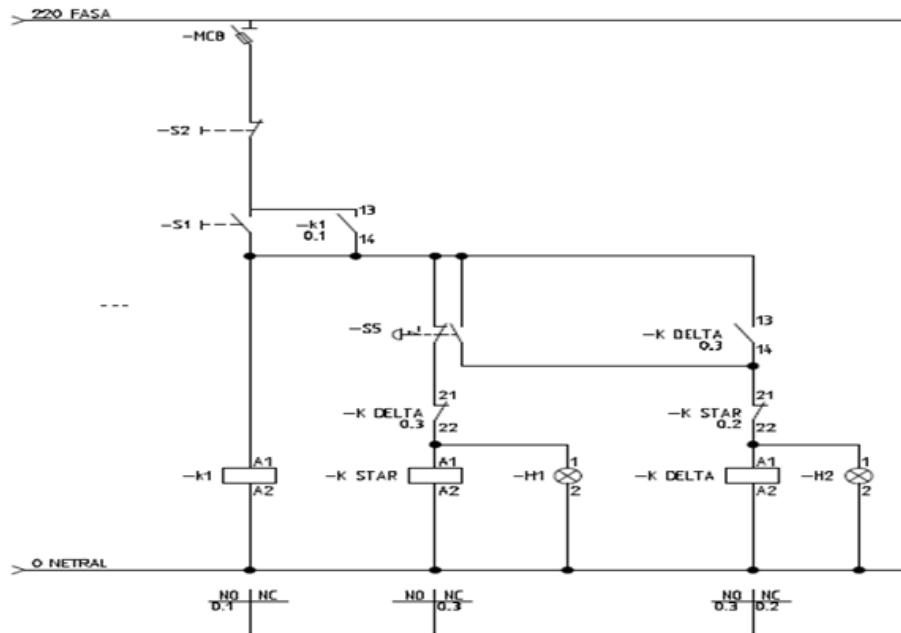 220 FASA
-MCB
-S2
-S1
13
-k1
0.1
14
-SS
13
-K DELTA
0.3
14
21
-K DELTA
0.3
22
21
-K STAR
0.2
22
-k1
A1
A2
-K STAR
A1
A2
-H1
1
2
-K DELTA
A1
A2
-H2
1
2
0 NETRAL
NO NC
0.1
NO NC
0.3
NO NC
0.3 0.2